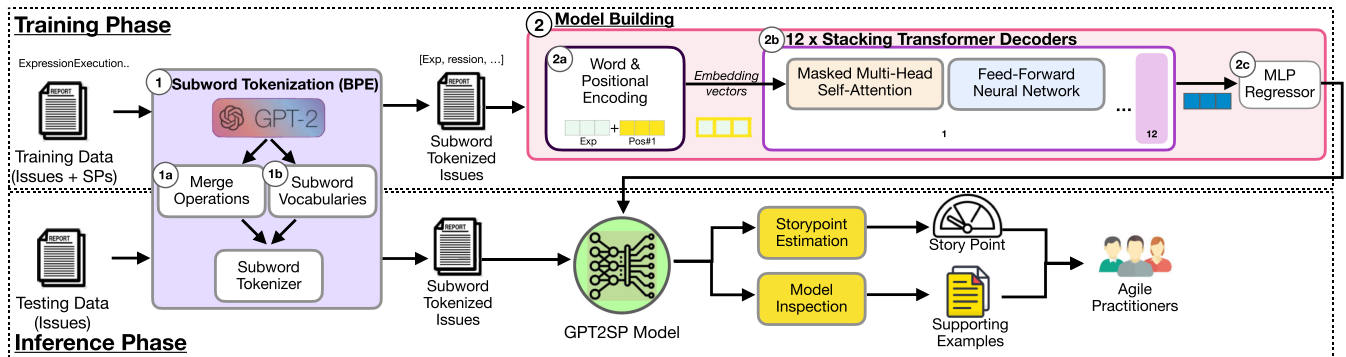 Training Phase
ExpressionExecution..
REPORT
Training Data
(Issues + SPs)
1 Subword Tokenization (BPE)
GPT-2
1a Merge
Operations
1b Subword
Vocabularies
Subword
Tokenizer
[Exp, ression, ...]
REPORT
Subword
Tokenized
Issues
2 Model Building
2a Word &
Positional
Encoding
+
Exp Pos#1
Embedding
vectors
2b 12 x Stacking Transformer Decoders
Masked Multi-Head
Self-Attention
Feed-Forward
Neural Network
...
1 12
2c MLP
Regressor
REPORT
Testing Data
(Issues)
Inference Phase
REPORT
Subword
Tokenized
Issues
GPT2SP Model
Storypoint
Estimation
Model
Inspection
Story Point
Supporting
Examples
Agile
Practitioners